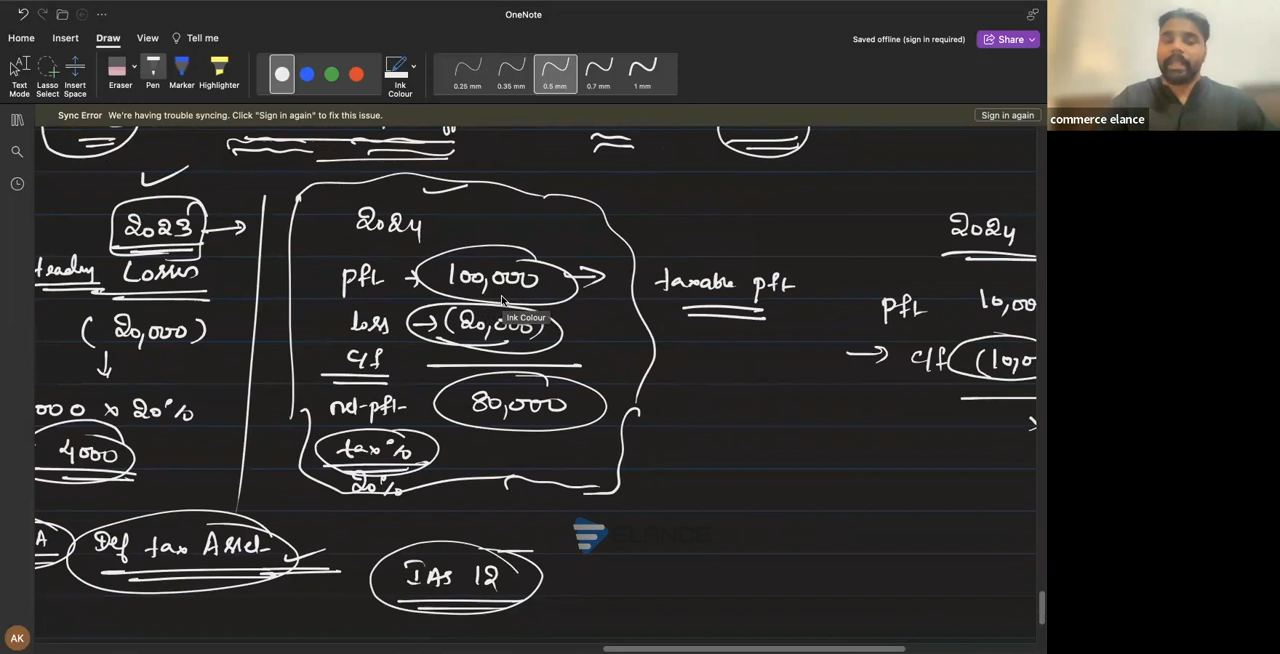 OneNote
Home Insert Draw View Tell me
Saved offline (sign in required)
Share
Text Mode
Lasso Select
Insert Space
Eraser
Pen
Marker
Highlighter
Ink Colour
0.25 mm
0.35 mm
0.5 mm
0.7 mm
1 mm
Sync Error We're having trouble syncing. Click "Sign in again" to fix this issue.
Sign in again
commerce elance
2023 →
Losses
(20,000)
↓
000 x 20%
4000
A
Def tax Asset
2024
pft → 100,000 →
loss → (20,000)
Ink Colour
c/f
net-pft 80,000
tax %
20%
IAS 12
taxable pft
ELANCE
2024
pft 10,00
→ c/f (10,0
AK